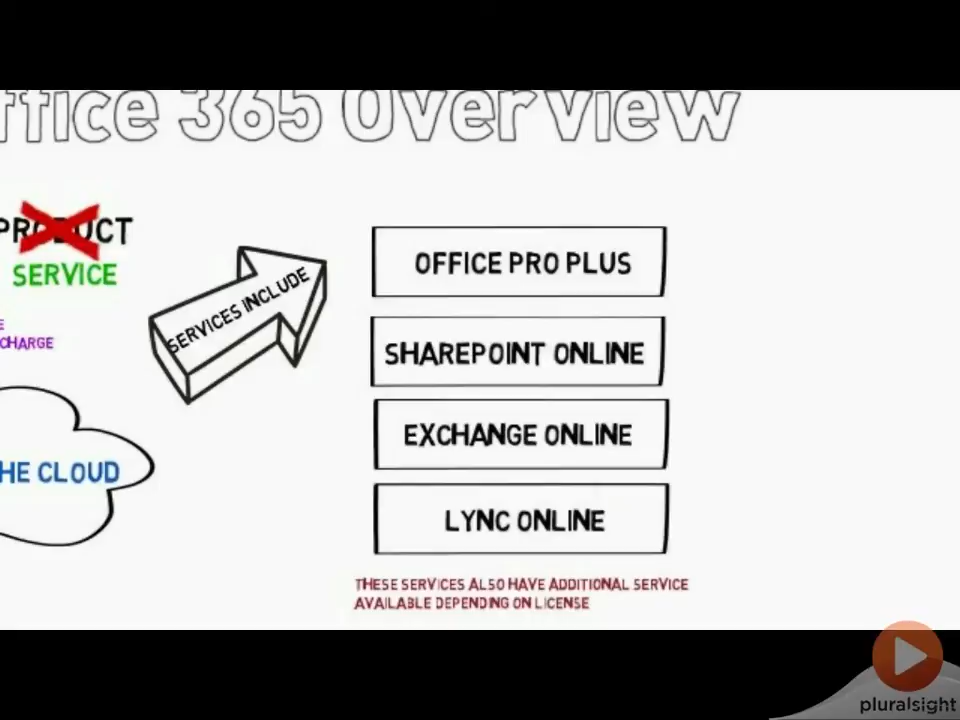 ffice 365 Overview
PRODUCT
SERVICE
SERVICES INCLUDE
CHARGE
HE CLOUD
OFFICE PRO PLUS
SHAREPOINT ONLINE
EXCHANGE ONLINE
LYNC ONLINE
THESE SERVICES ALSO HAVE ADDITIONAL SERVICE
AVAILABLE DEPENDING ON LICENSE
pluralsight